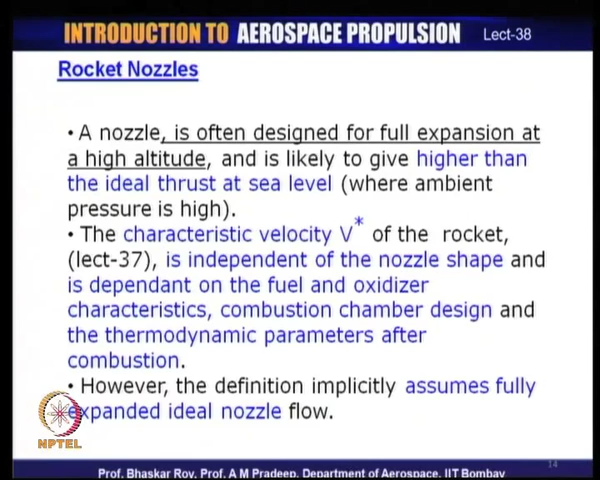 INTRODUCTION TO AEROSPACE PROPULSION Lect-38
Rocket Nozzles
• A nozzle, is often designed for full expansion at
a high altitude, and is likely to give higher than
the ideal thrust at sea level (where ambient
pressure is high).
• The characteristic velocity V* of the rocket,
(lect-37), is independent of the nozzle shape and
is dependant on the fuel and oxidizer
characteristics, combustion chamber design and
the thermodynamic parameters after
combustion.
• However, the definition implicitly assumes fully
expanded ideal nozzle flow.
NPTEL
14
Prof. Bhaskar Roy, Prof. A M Pradeep, Department of Aerospace, IIT Bombay